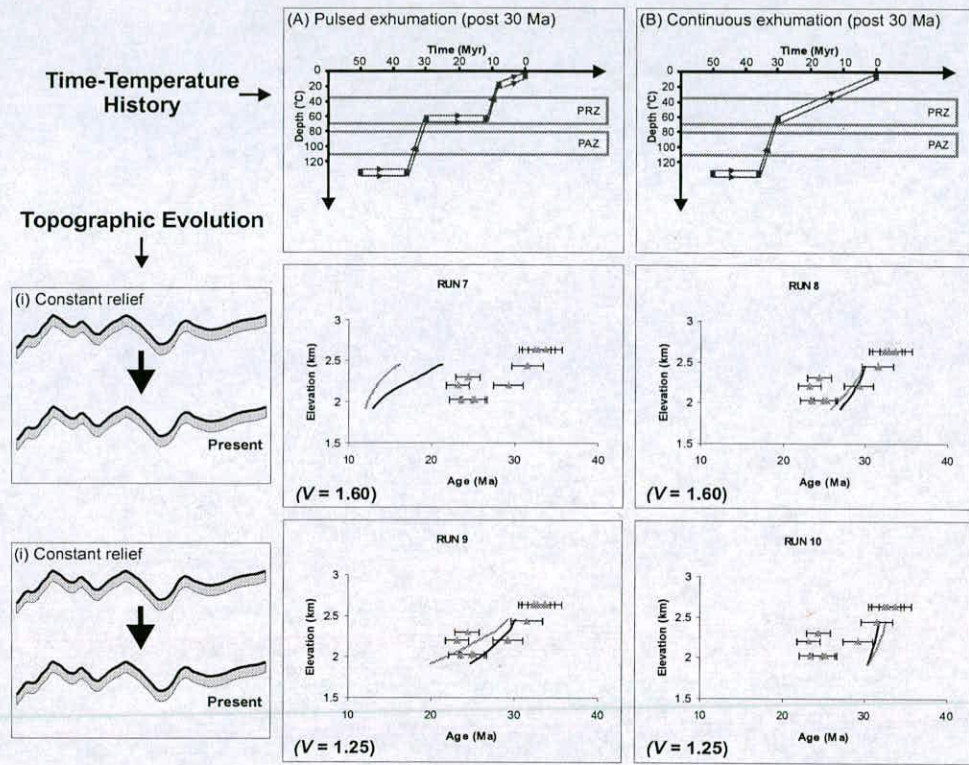 (A) Pulsed exhumation (post 30 Ma)
Time (Myr)
50 40 30 20 10 0
Depth (°C)
0
20
40
60
80
100
120
PRZ
PAZ
(B) Continuous exhumation (post 30 Ma)
Time (Myr)
50 40 30 20 10 0
Depth (°C)
0
20
40
60
80
100
120
PRZ
PAZ
Time-Temperature
History
Topographic Evolution
(i) Constant relief
Present
RUN 7
Elevation (km)
3
2.5
2
1.5
10 20 30 40
Age (Ma)
(V = 1.60)
RUN 8
Elevation (km)
3
2.5
2
1.5
10 20 30 40
Age (Ma)
(V = 1.60)
(i) Constant relief
Present
RUN 9
Elevation (km)
3
2.5
2
1.5
10 20 30 40
Age (Ma)
(V = 1.25)
RUN 10
Elevation (km)
3
2.5
2
1.5
10 20 30 40
Age (Ma)
(V = 1.25)